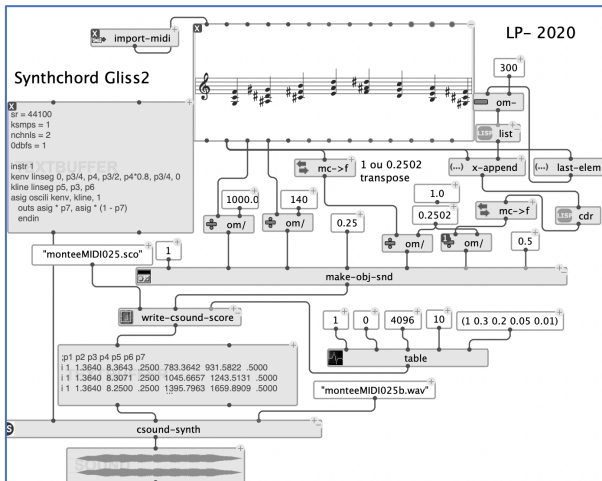 import-midi
LP- 2020
300
om-
Synthchord Gliss2
list
sr = 44100
ksmps = 1
nchnls = 2
0dbfs = 1
instr 1
kenv linseg 0, p3/4, p4, p3/2, p4*0.8, p3/4, 0
kline linseg p5, p3, p6
asig oscili kenv, kline, 1
outs asig * p7, asig * (1 - p7)
endin
TEXTBUFFER
mc->f
1 ou 0.2502
transpose
(...) x-append
(...) last-elem
1000.0
140
1.0
0.2502
mc->f
LISP cdr
om/
om/
0.25
om/
om/
0.5
"monteeMIDI025.sco"
1
make-obj-snd
write-csound-score
1
0
4096
10
(1 0.3 0.2 0.05 0.01)
table
;p1 p2 p3 p4 p5 p6 p7
i 1 1.3640 8.3643 .2500 783.3642 931.5822 .5000
i 1 1.3640 8.3071 .2500 1045.6657 1243.5131 .5000
i 1 1.3640 8.2500 .2500 1395.7963 1659.8909 .5000
...
"monteeMIDI025b.wav"
csound-synth
SOUND